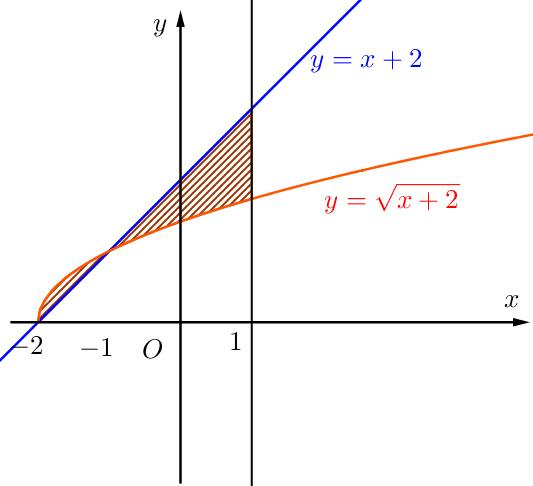 y
y = x + 2
y = √(x + 2)
x
−2
−1
O
1